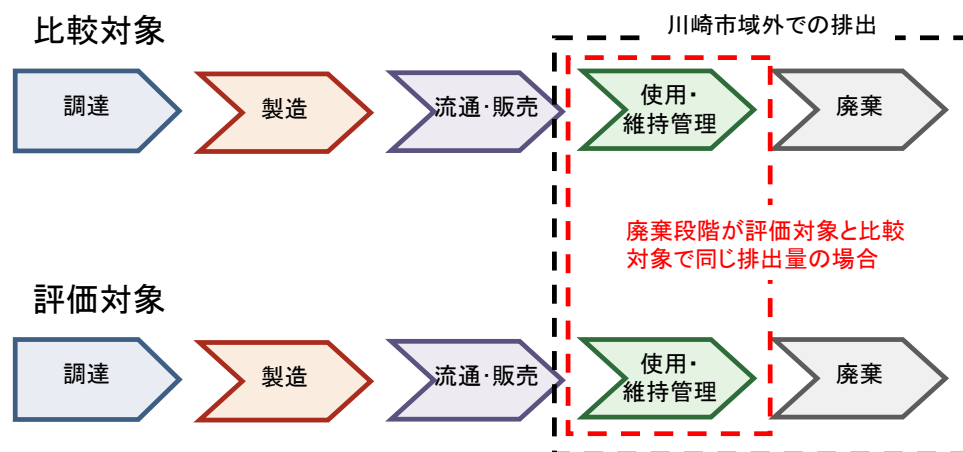 比較対象
川崎市域外での排出
調達
製造
流通・販売
使用・
維持管理
廃棄
廃棄段階が評価対象と比較
対象で同じ排出量の場合
評価対象
調達
製造
流通・販売
使用・
維持管理
廃棄